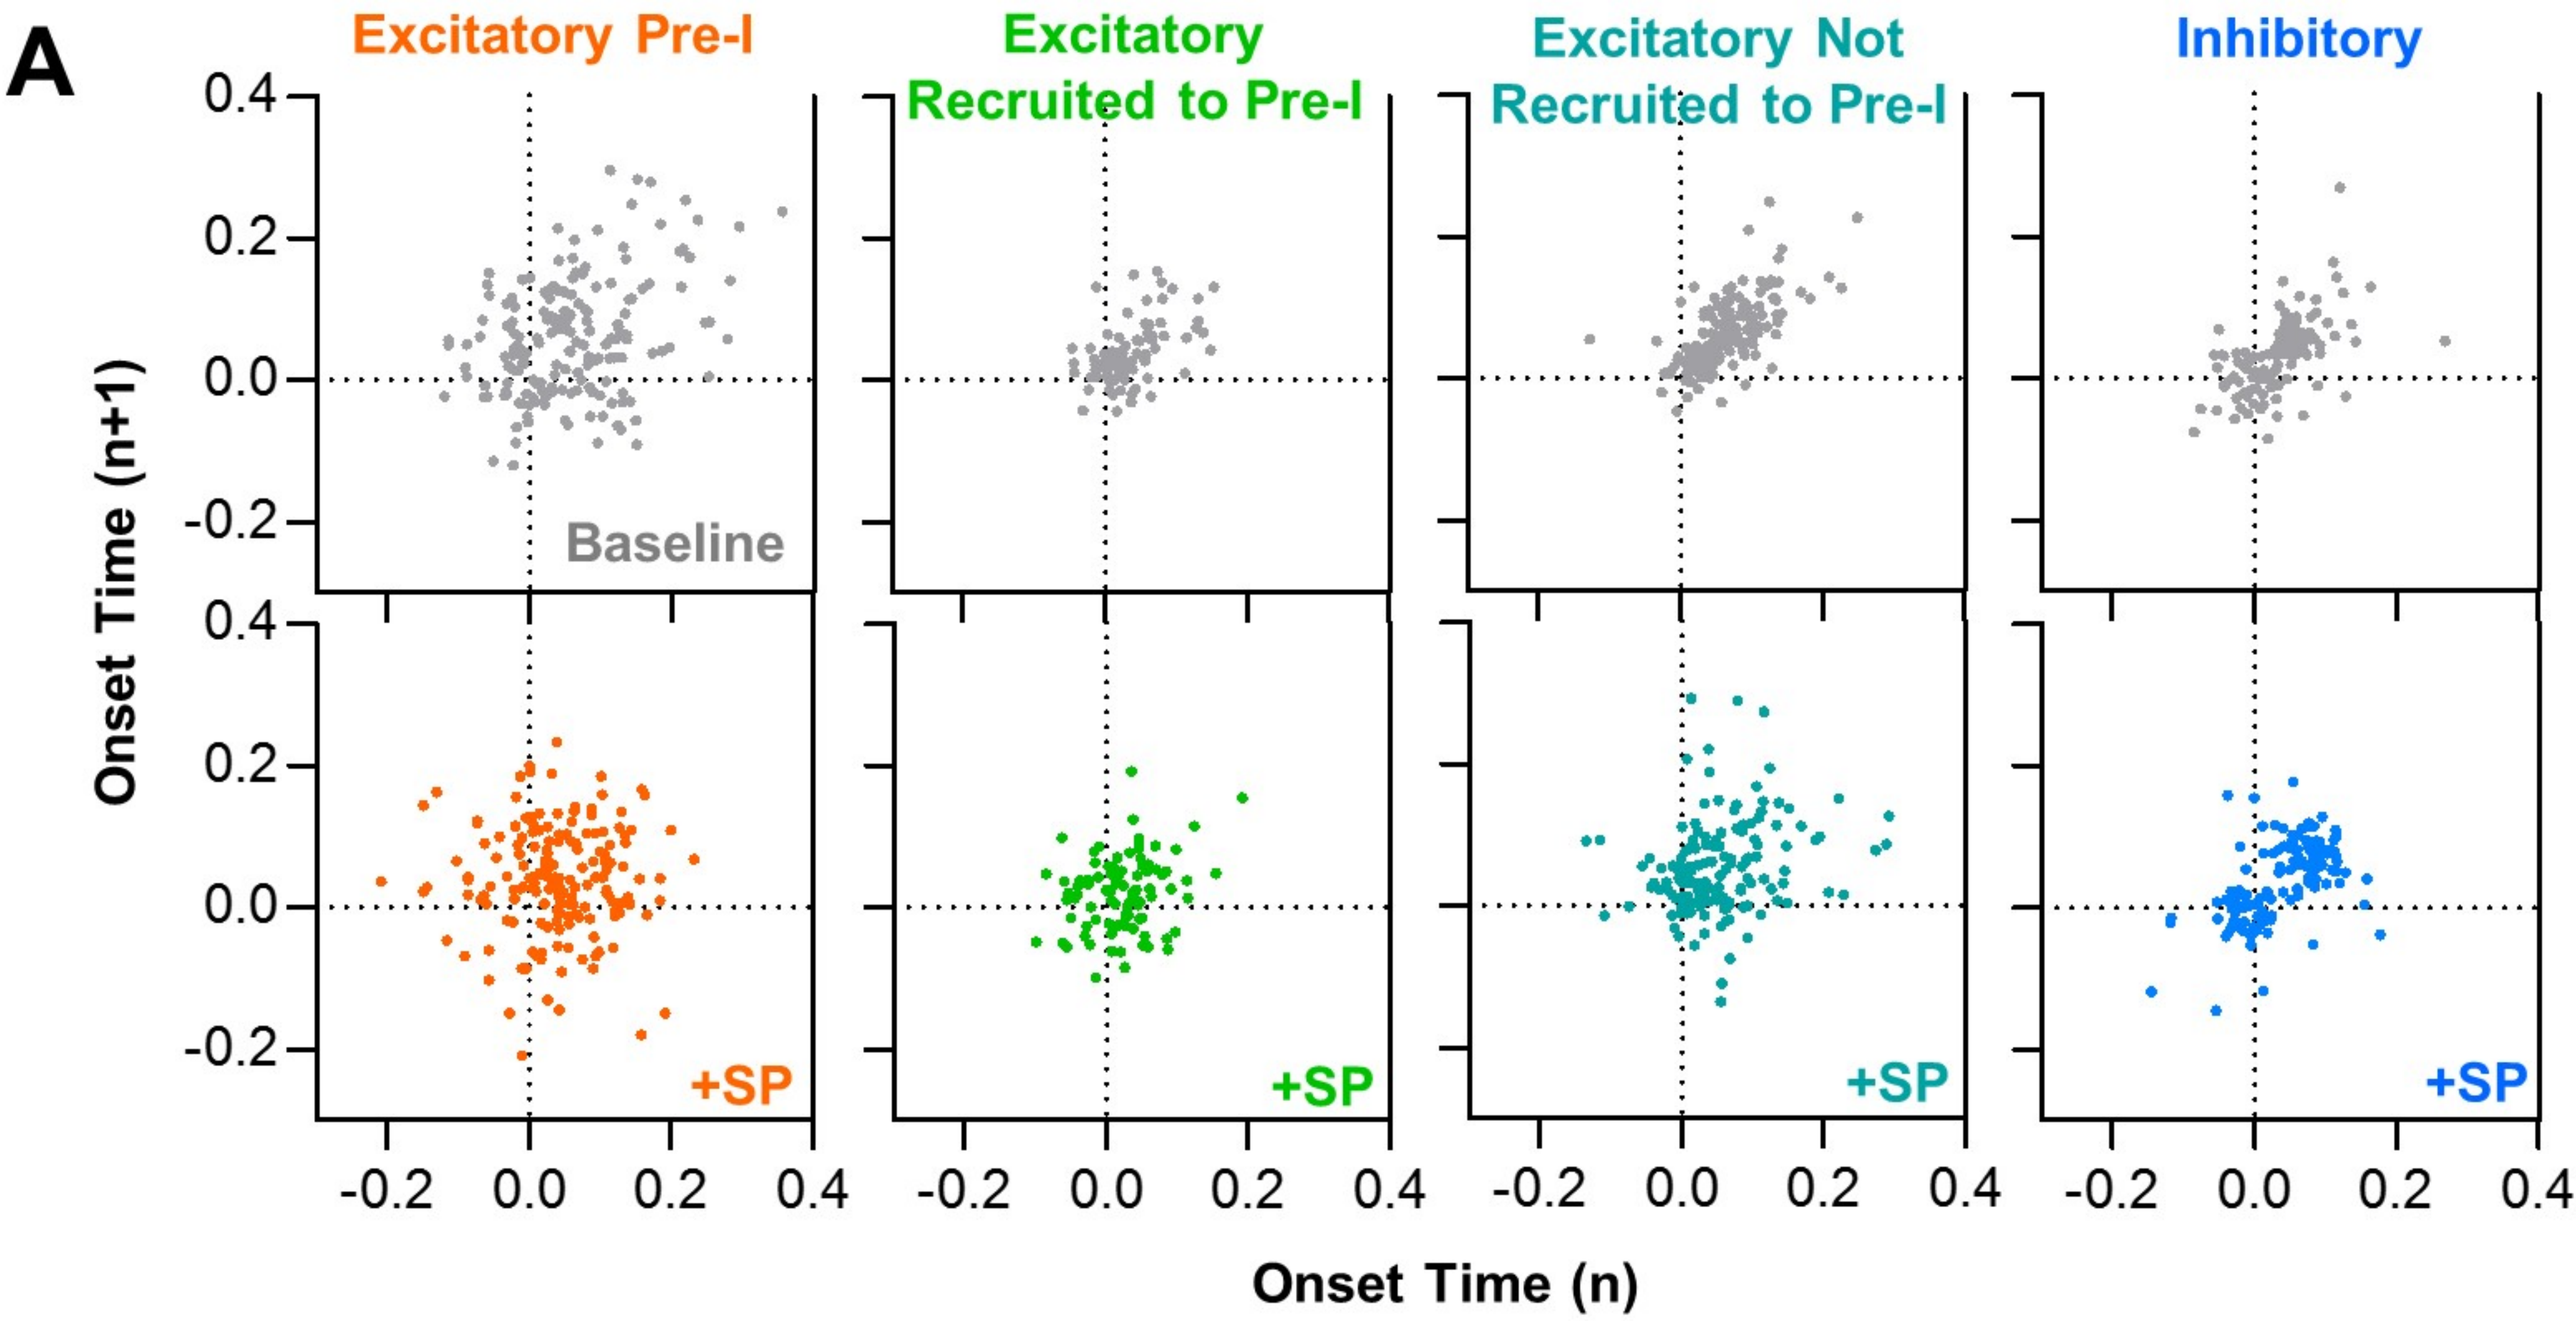 A
Excitatory Pre-I
Excitatory
Recruited to Pre-I
Excitatory Not
Recruited to Pre-I
Inhibitory
Onset Time (n+1)
0.4
0.2
0.0
-0.2
Baseline
0.4
0.2
0.0
-0.2
+SP
+SP
+SP
+SP
-0.2 0.0 0.2 0.4
-0.2 0.0 0.2 0.4
-0.2 0.0 0.2 0.4
-0.2 0.0 0.2 0.4
Onset Time (n)